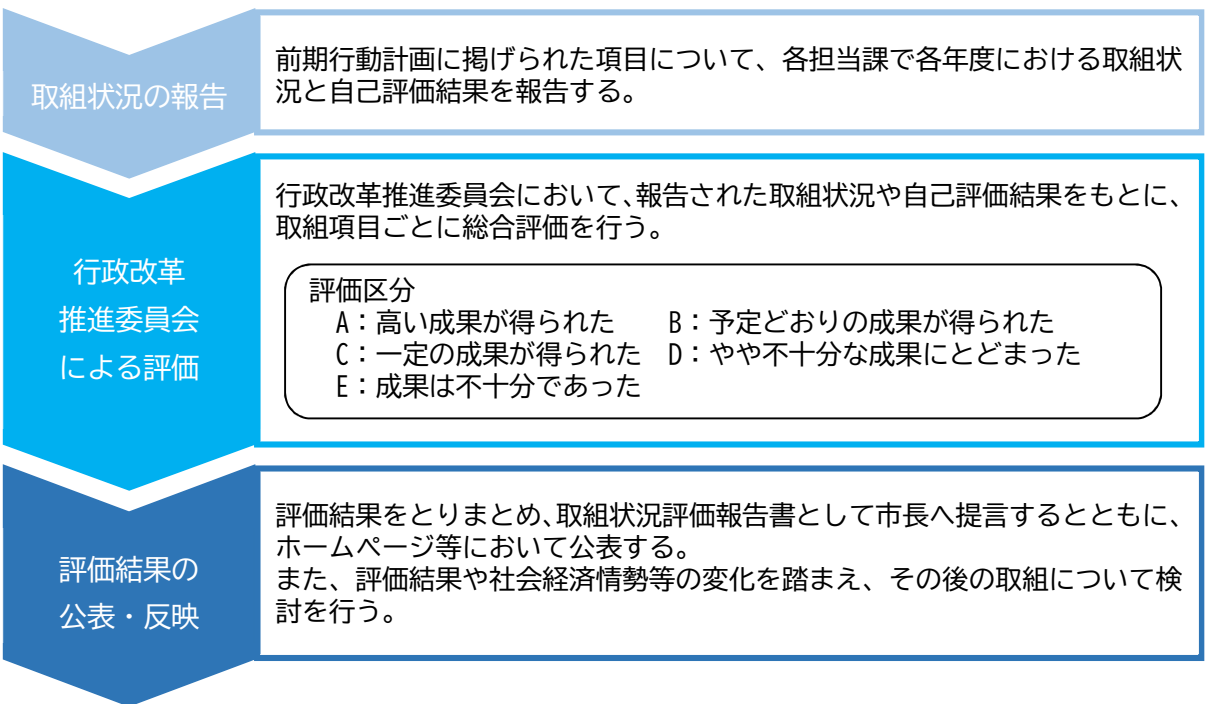 取組状況の報告
前期行動計画に掲げられた項目について、各担当課で各年度における取組状
況と自己評価結果を報告する。
行政改革
推進委員会
による評価
行政改革推進委員会において、報告された取組状況や自己評価結果をもとに、
取組項目ごとに総合評価を行う。
評価区分
A：高い成果が得られた　　B：予定どおりの成果が得られた
C：一定の成果が得られた　D：やや不十分な成果にとどまった
E：成果は不十分であった
評価結果の
公表・反映
評価結果をとりまとめ、取組状況評価報告書として市長へ提言するとともに、
ホームページ等において公表する。
また、評価結果や社会経済情勢等の変化を踏まえ、その後の取組について検
討を行う。